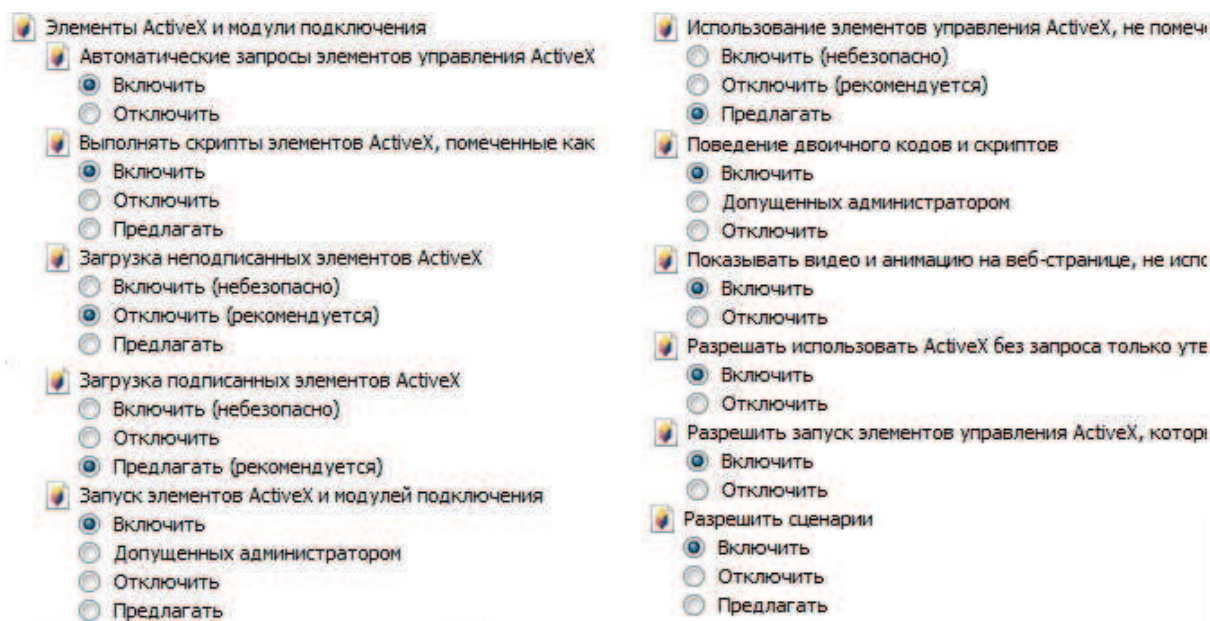 Элементы ActiveX и модули подключения
Автоматические запросы элементов управления ActiveX
Включить
Отключить
Выполнять скрипты элементов ActiveX, помеченные как
Включить
Отключить
Предлагать
Загрузка неподписанных элементов ActiveX
Включить (небезопасно)
Отключить (рекомендуется)
Предлагать
Загрузка подписанных элементов ActiveX
Включить (небезопасно)
Отключить
Предлагать (рекомендуется)
Запуск элементов ActiveX и модулей подключения
Включить
Допущенных администратором
Отключить
Предлагать
Использование элементов управления ActiveX, не помеч
Включить (небезопасно)
Отключить (рекомендуется)
Предлагать
Поведение двоичного кодов и скриптов
Включить
Допущенных администратором
Отключить
Показывать видео и анимацию на веб-странице, не испо
Включить
Отключить
Разрешать использовать ActiveX без запроса только утв
Включить
Отключить
Разрешить запуск элементов управления ActiveX, котор
Включить
Отключить
Разрешить сценарии
Включить
Отключить
Предлагать